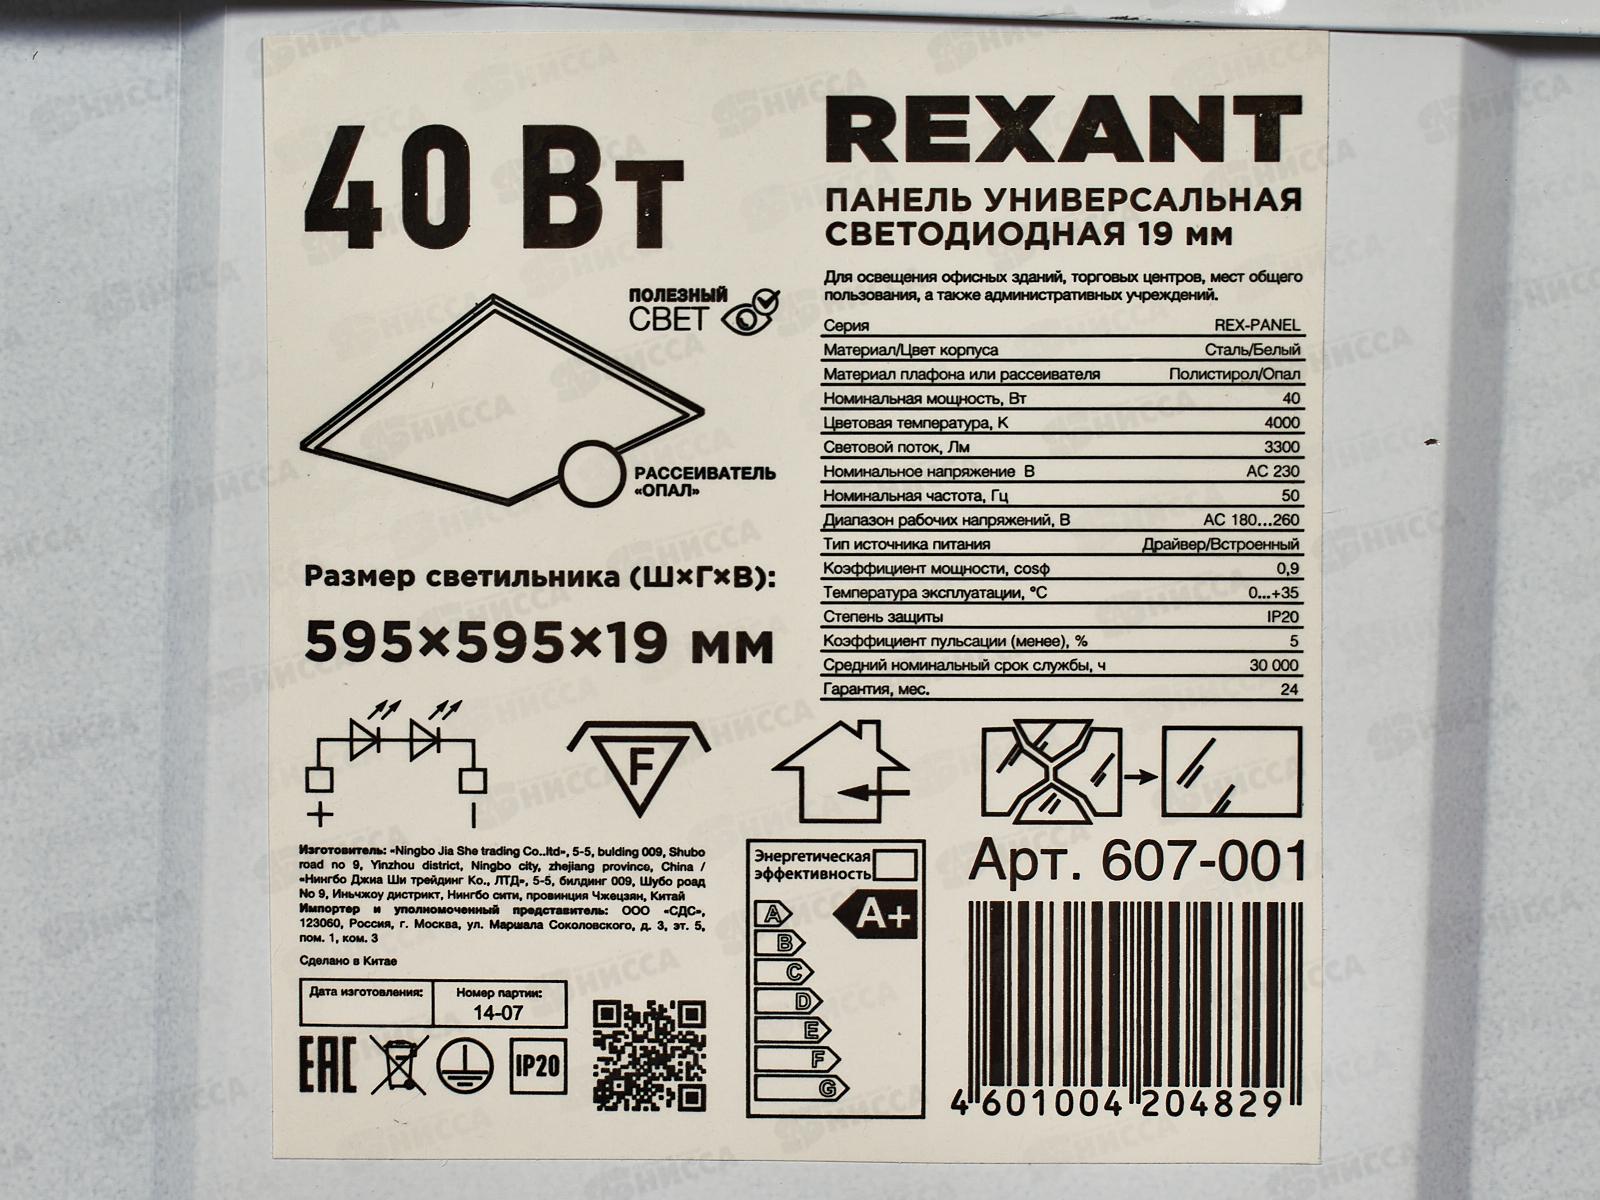 40 Вт
REXANT
ПАНЕЛЬ УНИВЕРСАЛЬНАЯ
СВЕТОДИОДНАЯ 19 мм
Для освещения офисных зданий, торговых центров, мест общего
пользования, а также административных учреждений.
ПОЛЕЗНЫЙ
СВЕТ
РАССЕИВАТЕЛЬ
«ОПАЛ»
Размер светильника (Ш×Г×В):
595×595×19 мм
Серия REX-PANEL
Материал/Цвет корпуса Сталь/Белый
Материал плафона или рассеивателя Полистирол/Опал
Номинальная мощность, Вт 40
Цветовая температура, К 4000
Световой поток, Лм 3300
Номинальное напряжение В AC 230
Номинальная частота, Гц 50
Диапазон рабочих напряжений, В AC 180...260
Тип источника питания Драйвер/Встроенный
Коэффициент мощности, cosф 0,9
Температура эксплуатации, °С 0...+35
Степень защиты IP20
Коэффициент пульсации (менее), % 5
Средний номинальный срок службы, ч 30 000
Гарантия, мес. 24
+ –
F
Изготовитель: «Ningbo Jia She trading Co..ltd», 5-5, bulding 009, Shubo
road no 9, Yinzhou district, Ningbo city, zhejiang province, China /
«Нингбо Джиа Ши трейдинг Ко., ЛТД», 5-5, билдинг 009, Шубо роад
No 9, Иньчжоу дистрикт, Нингбо сити, провинция Чжецзян, Китай
Импортер и уполномоченный представитель: ООО «СДС»,
123060, Россия, г. Москва, ул. Маршала Соколовского, д. 3, эт. 5,
пом. 1, ком. 3
Сделано в Китае
Дата изготовления:
Номер партии:
14-07
EAC
IP20
Энергетическая
эффективность
A+
A
B
C
D
E
F
G
Арт. 607-001
4 601004 204829
НИССА